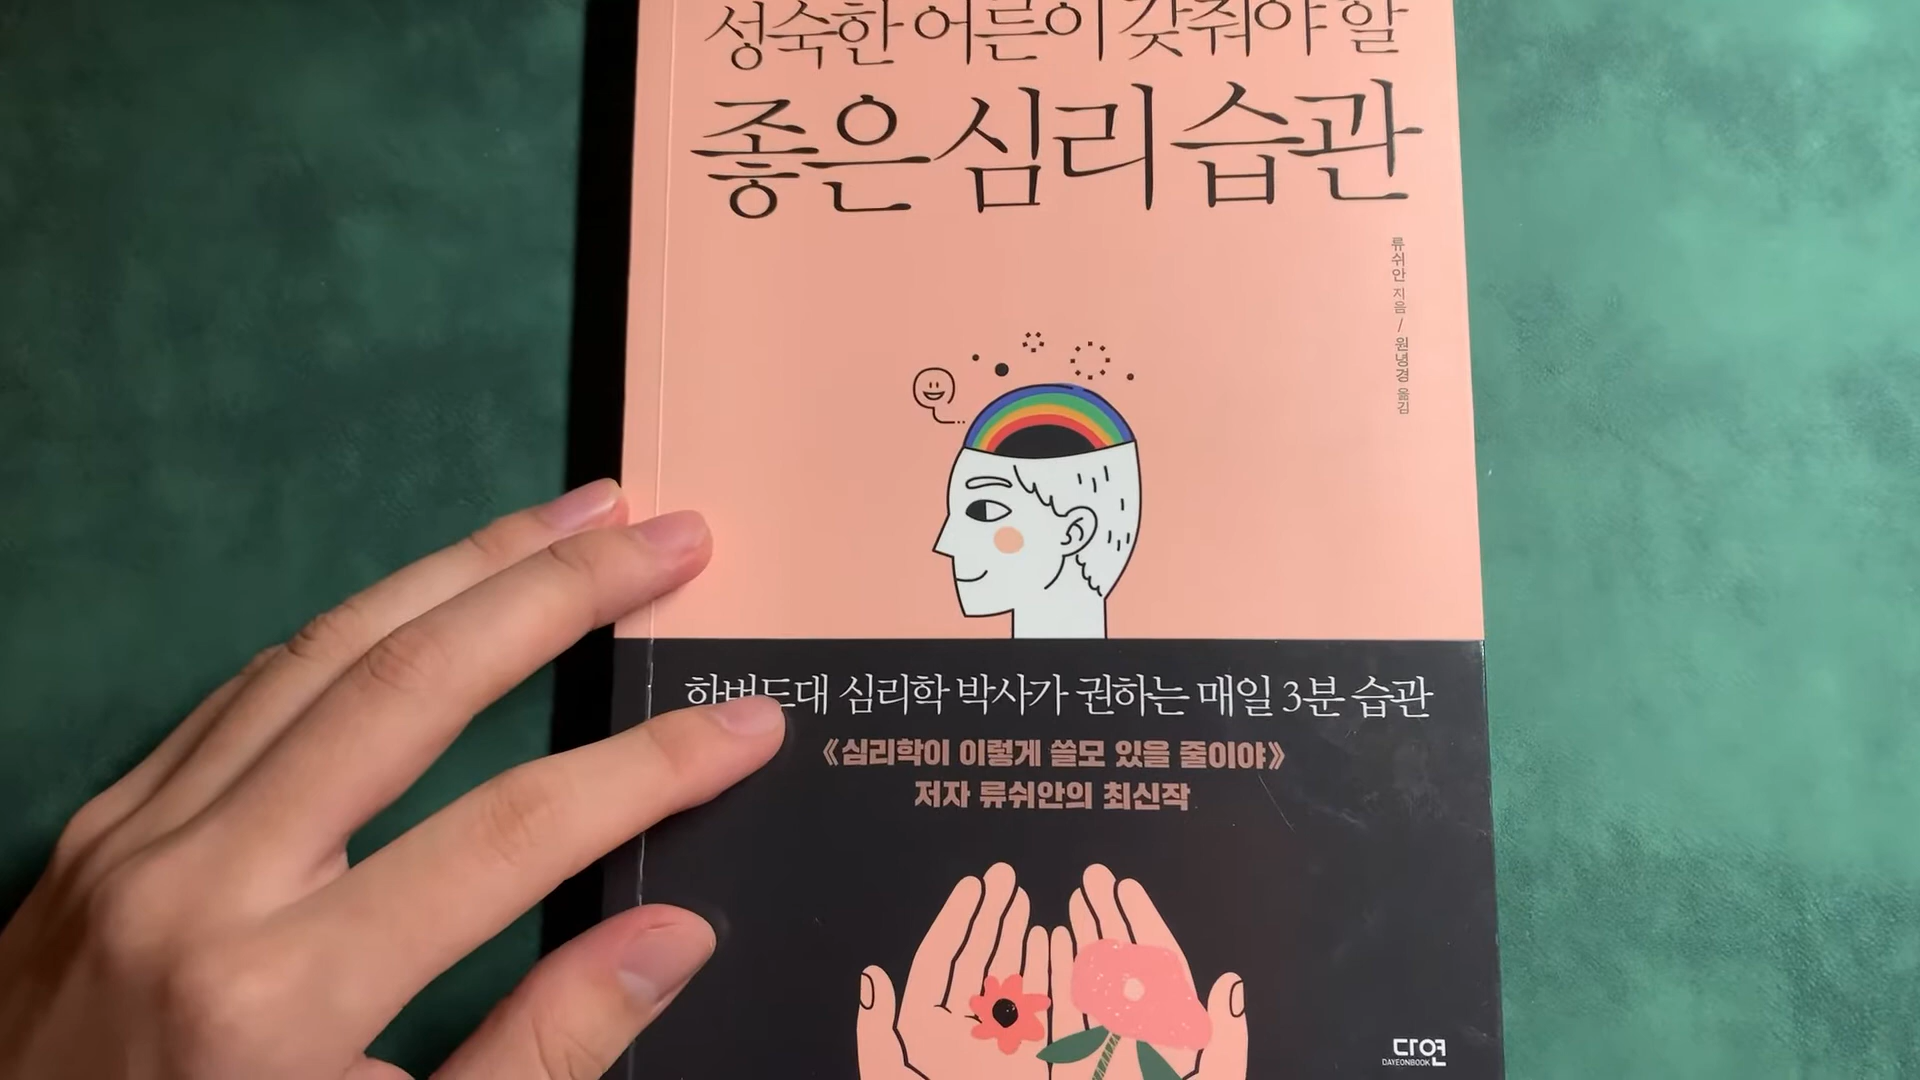 성숙한 어른이 갖춰야 할
좋은 심리 습관
류쉬안 지음 / 원녕경 옮김
대 심리학 박사가 권하는 매일 3분 습관
《심리학이 이렇게 쓸모 있을 줄이야》
저자 류쉬안의 최신작
다연
DAYEONBOOK